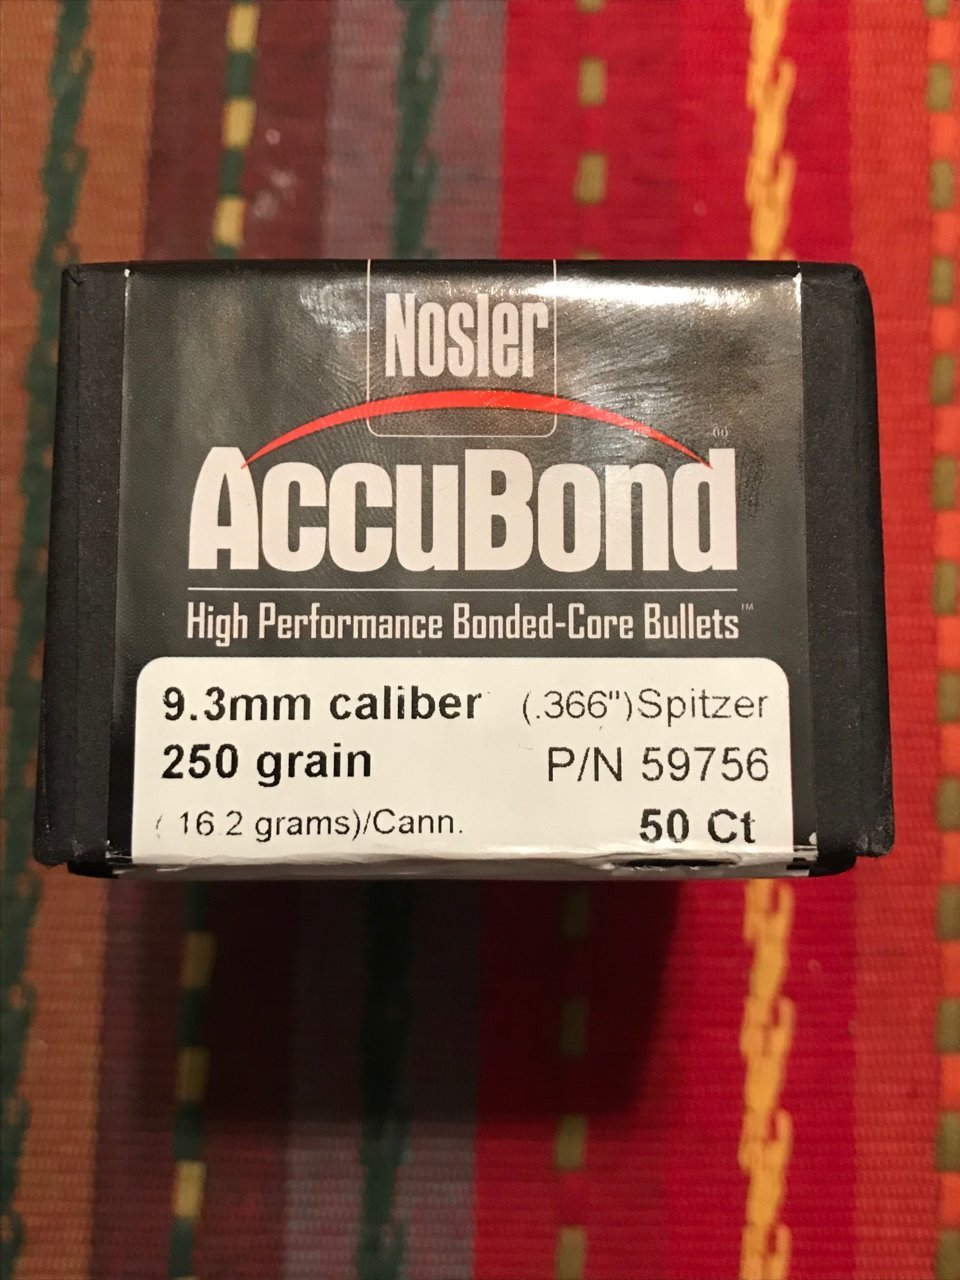 Nosler
®
AccuBond
High Performance Bonded-Core Bullets™
9.3mm caliber (.366")Spitzer
250 grain P/N 59756
( 16.2 grams)/Cann. 50 Ct